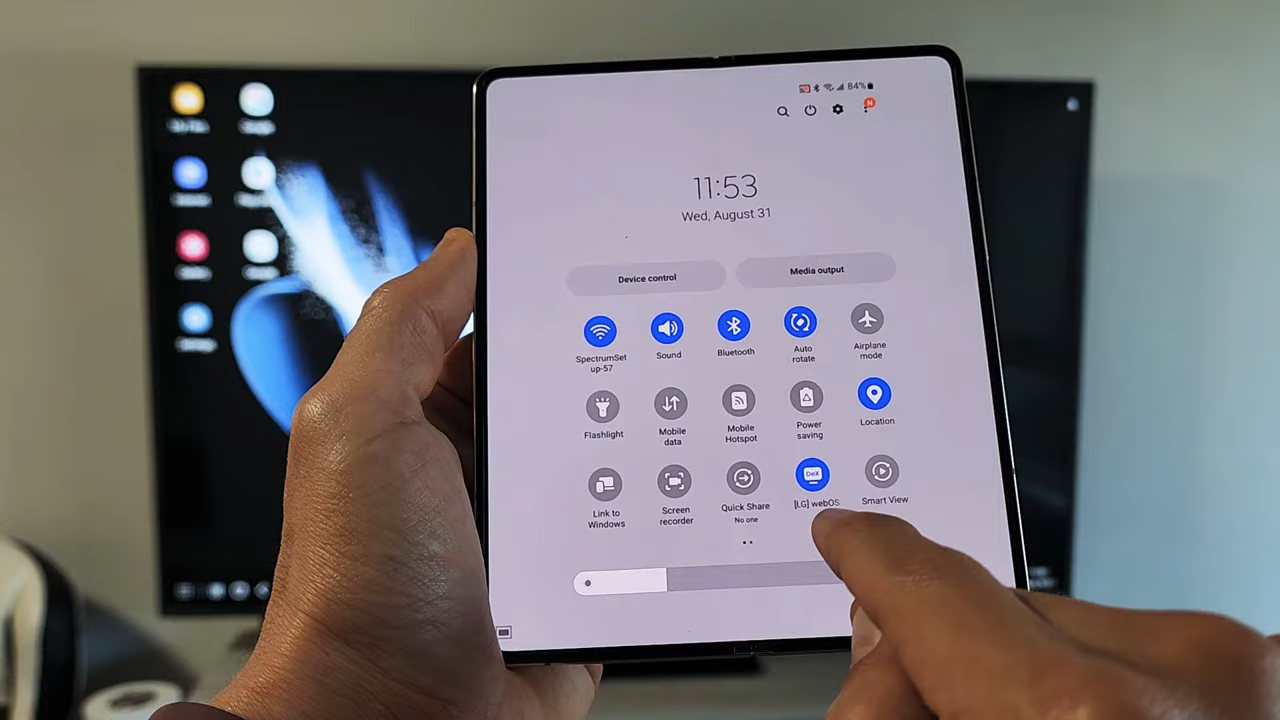 84%
N
11:53
Wed, August 31
Device control
Media output
SpectrumSet
up-57
Sound
Bluetooth
Auto
rotate
Airplane
mode
Flashlight
Mobile
data
Mobile
Hotspot
Power
saving
Location
Link to
Windows
Screen
recorder
Quick Share
No one
DeX
[LG] webOS
Smart View